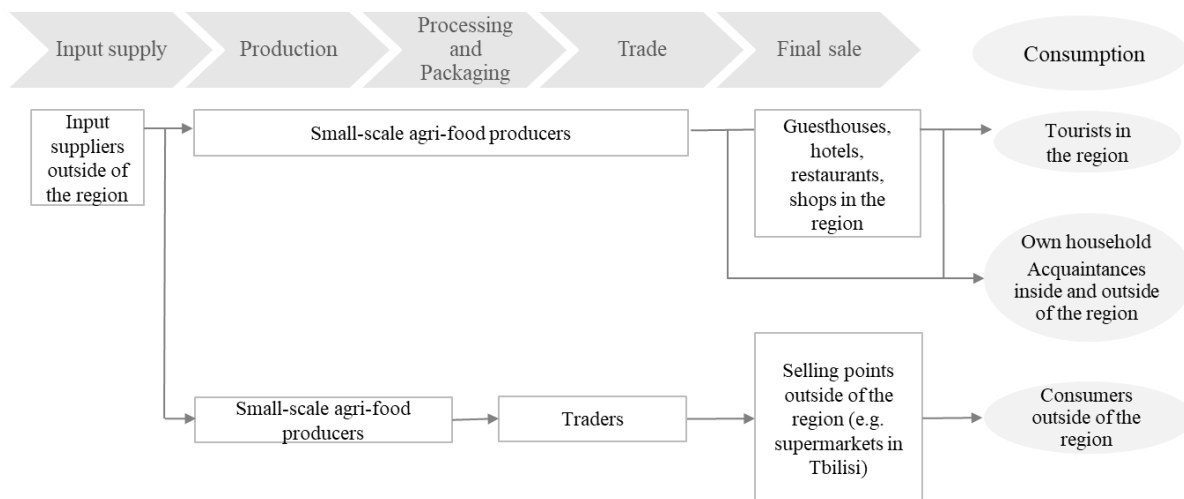 Input supply
Production
Processing
and
Packaging
Trade
Final sale
Consumption
Input
suppliers
outside of
the region
Small-scale agri-food producers
Guesthouses,
hotels,
restaurants,
shops in the
region
Tourists in
the region
Own household
Acquaintances
inside and outside
of the region
Small-scale agri-food
producers
Traders
Selling points
outside of the
region (e.g.
supermarkets in
Tbilisi)
Consumers
outside of the
region